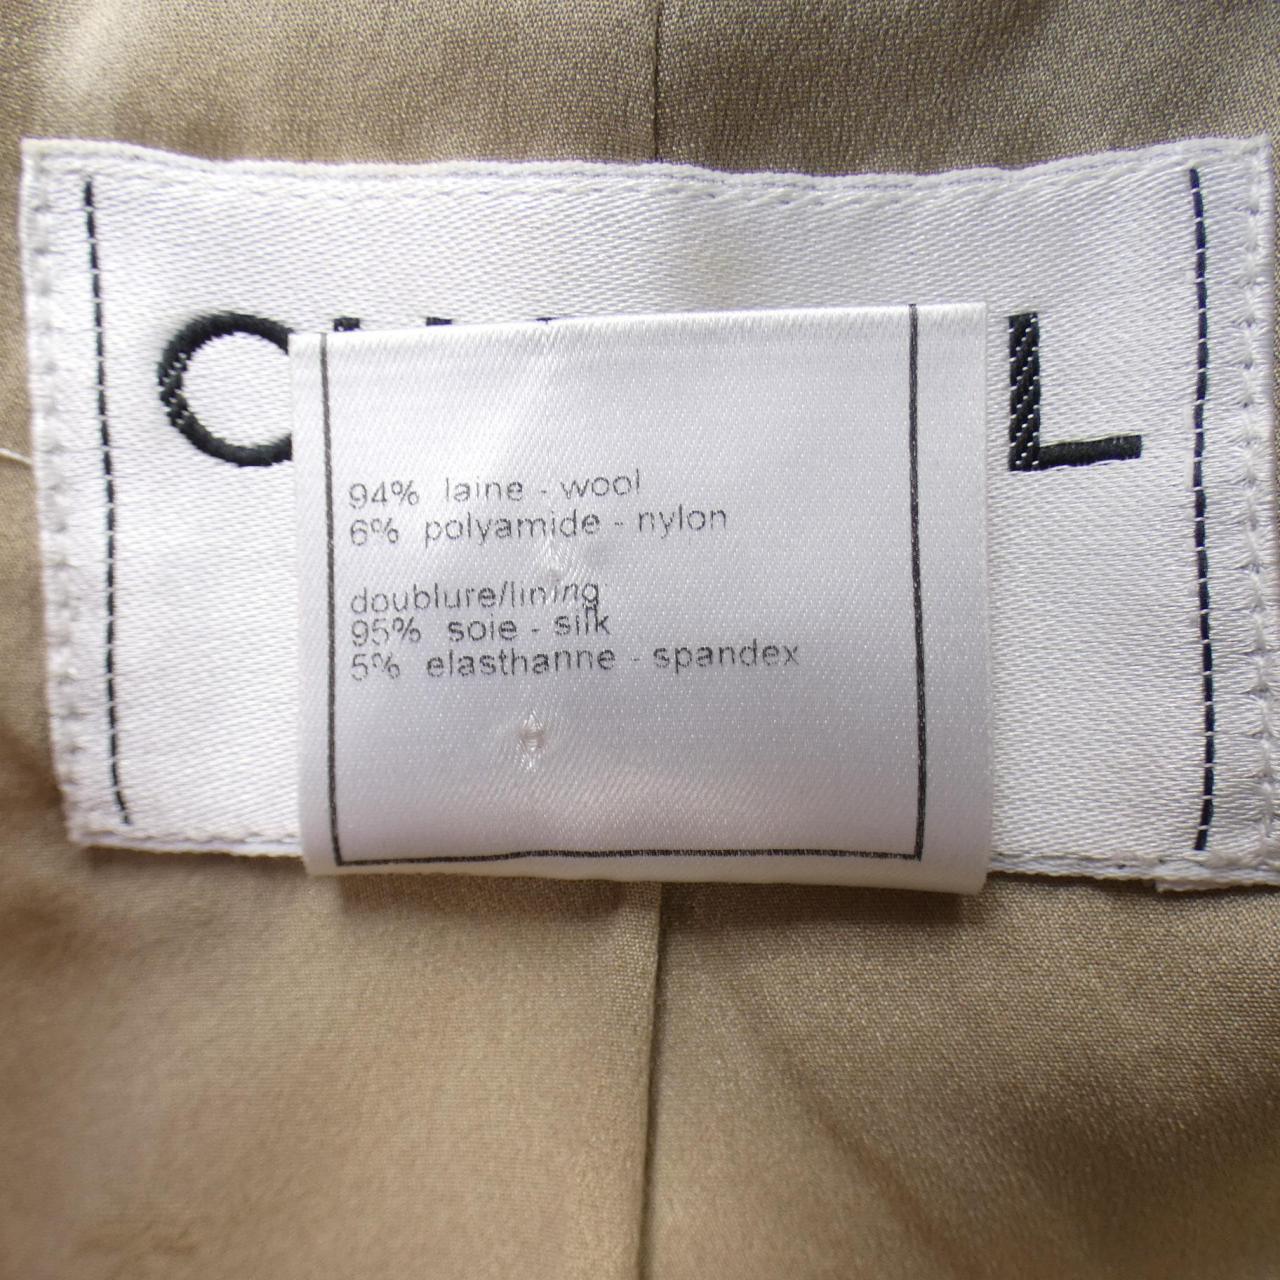 C L
94% laine - wool
6% polyamide - nylon
doublure/lining
95% soie - silk
5% elasthanne - spandex